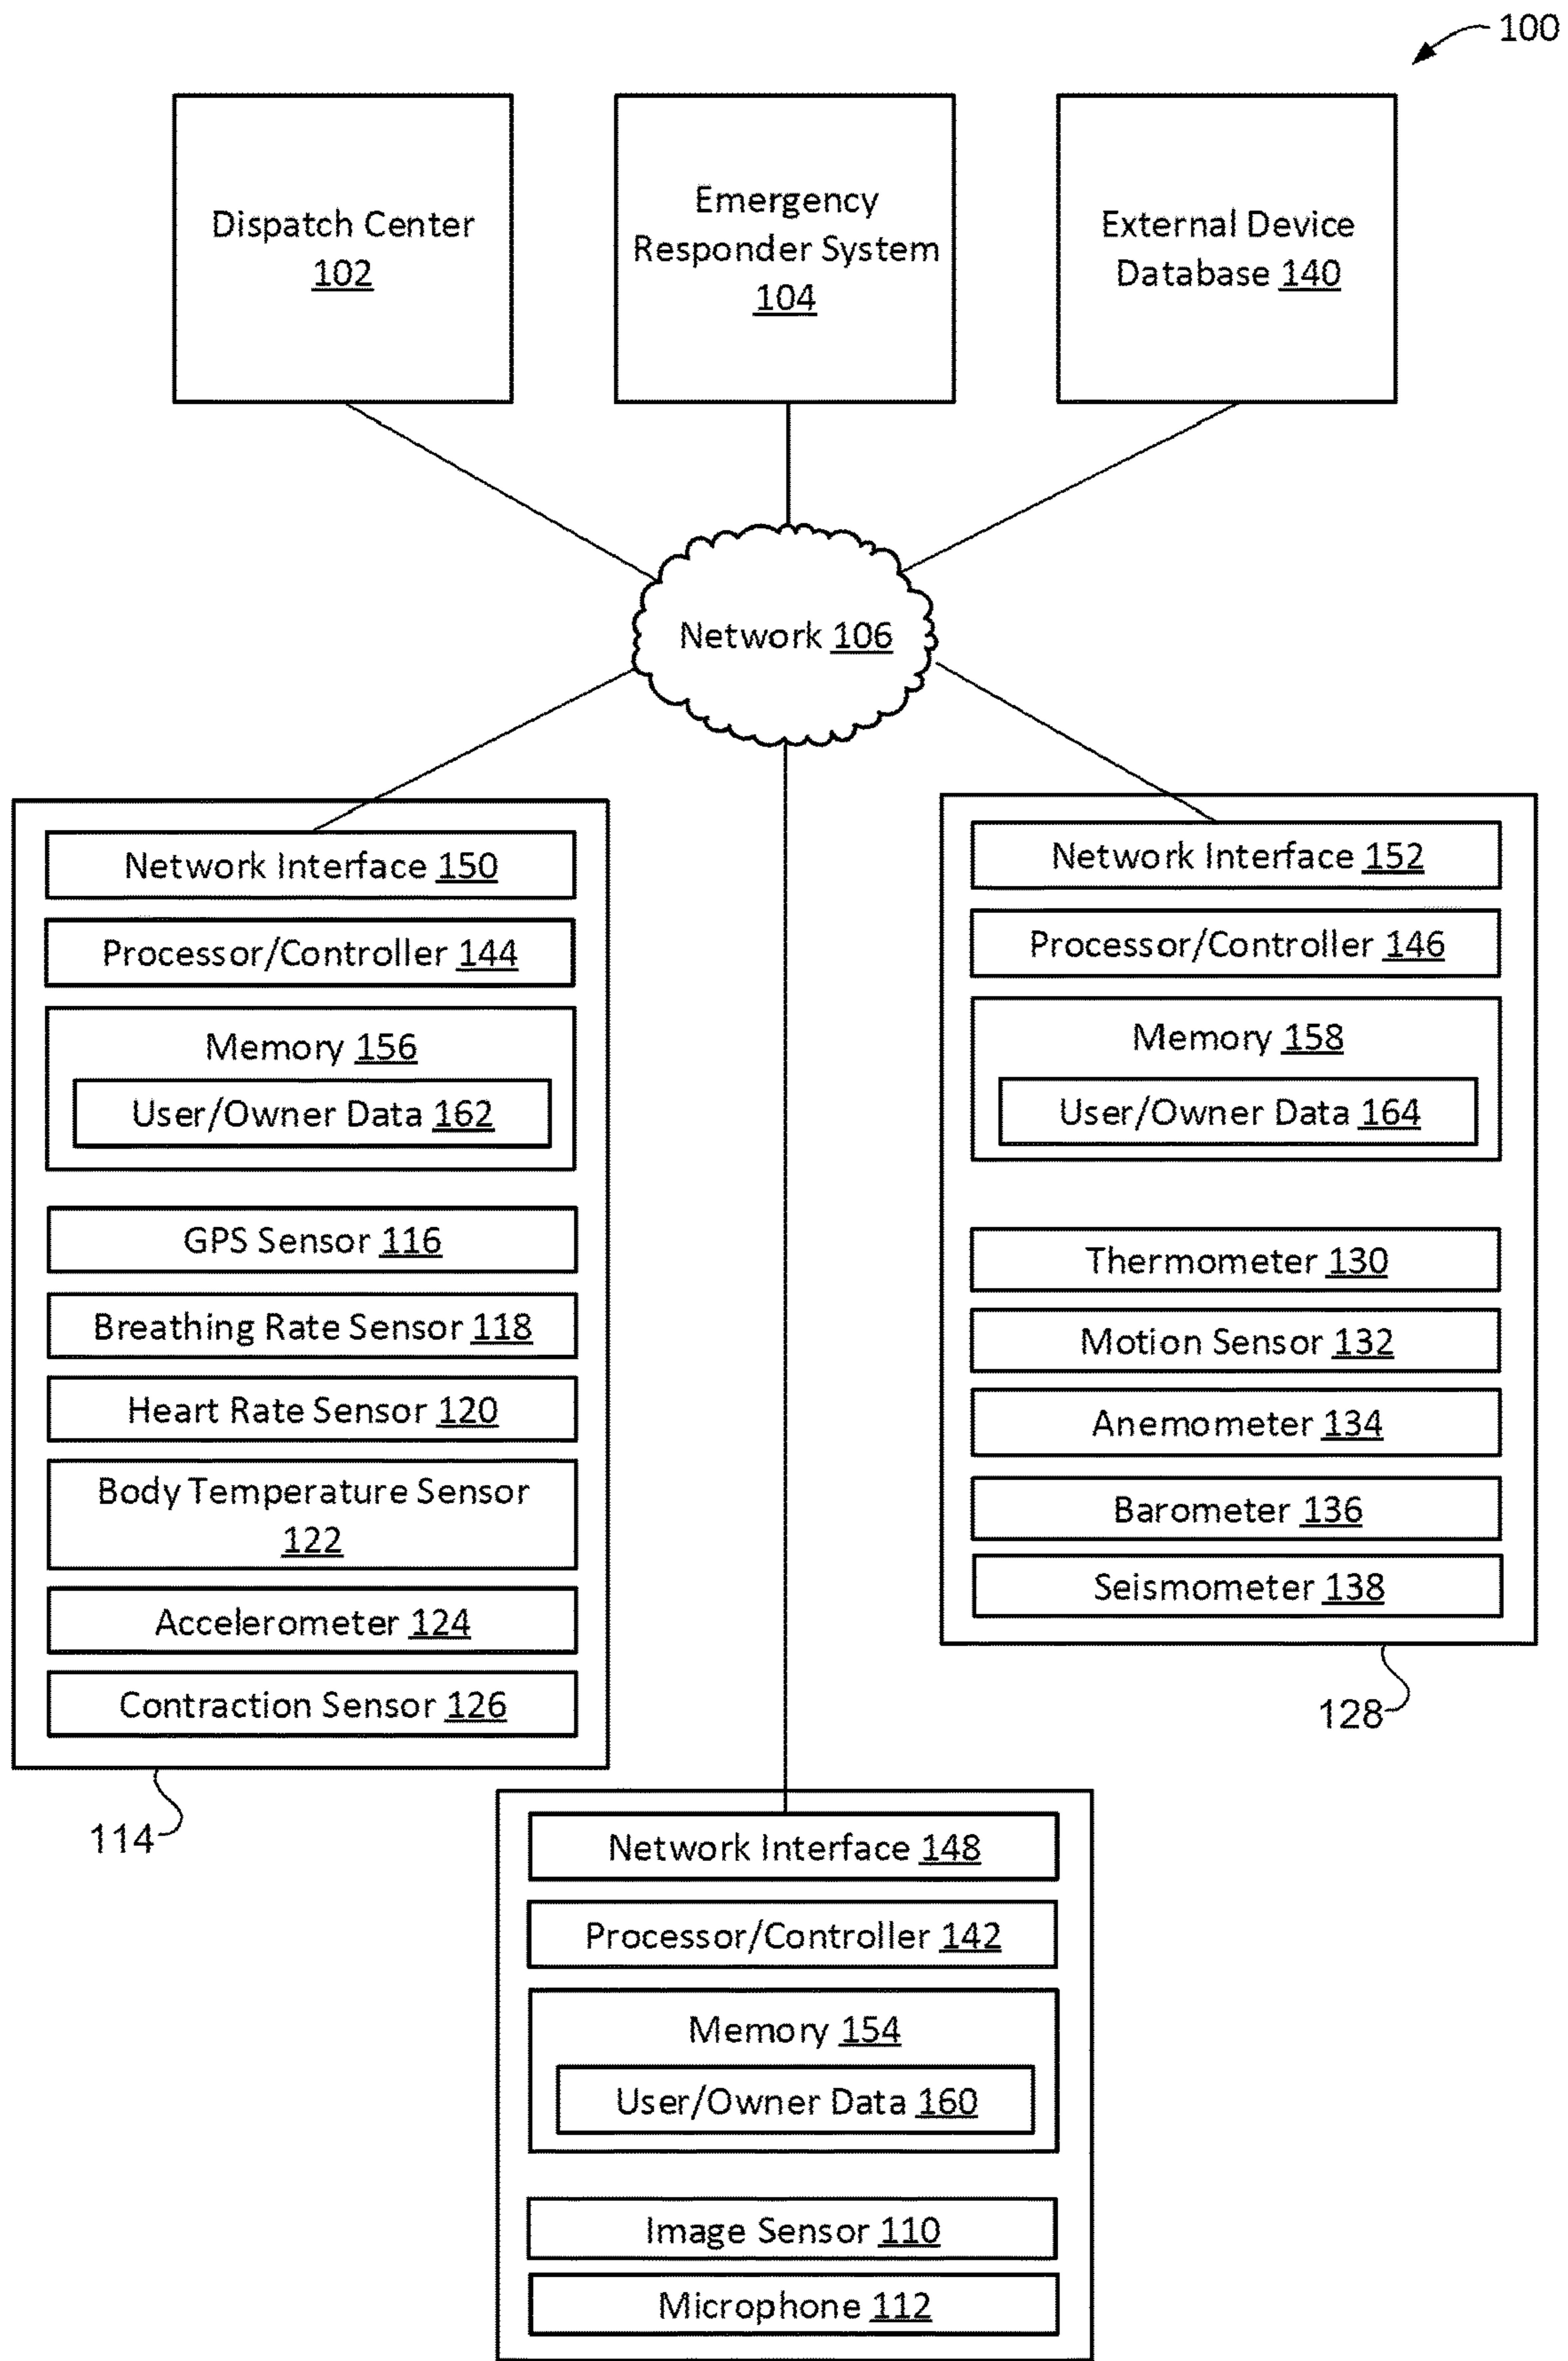 100
Dispatch Center
102
Emergency
Responder System
104
External Device
Database 140
Network 106
Network Interface 150
Processor/Controller 144
Memory 156
User/Owner Data 162
GPS Sensor 116
Breathing Rate Sensor 118
Heart Rate Sensor 120
Body Temperature Sensor
122
Accelerometer 124
Contraction Sensor 126
114
Network Interface 152
Processor/Controller 146
Memory 158
User/Owner Data 164
Thermometer 130
Motion Sensor 132
Anemometer 134
Barometer 136
Seismometer 138
128
Network Interface 148
Processor/Controller 142
Memory 154
User/Owner Data 160
Image Sensor 110
Microphone 112